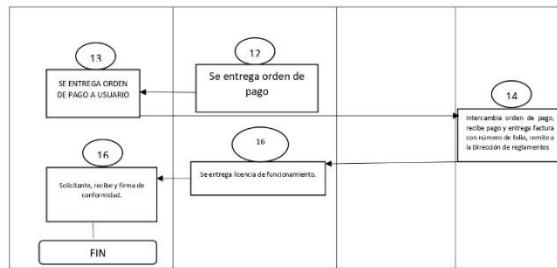 13
SE ENTREGA ORDEN
DE PAGO A USUARIO
12
Se entrega orden de
pago
14
Intercambia orden de pago,
recibe pago y entrega factura
con número de folio, remite a
la Dirección de reglamentos
16
Se entrega licencia de funcionamiento.
16
Solicitante, recibe y firma de
conformidad.
FIN